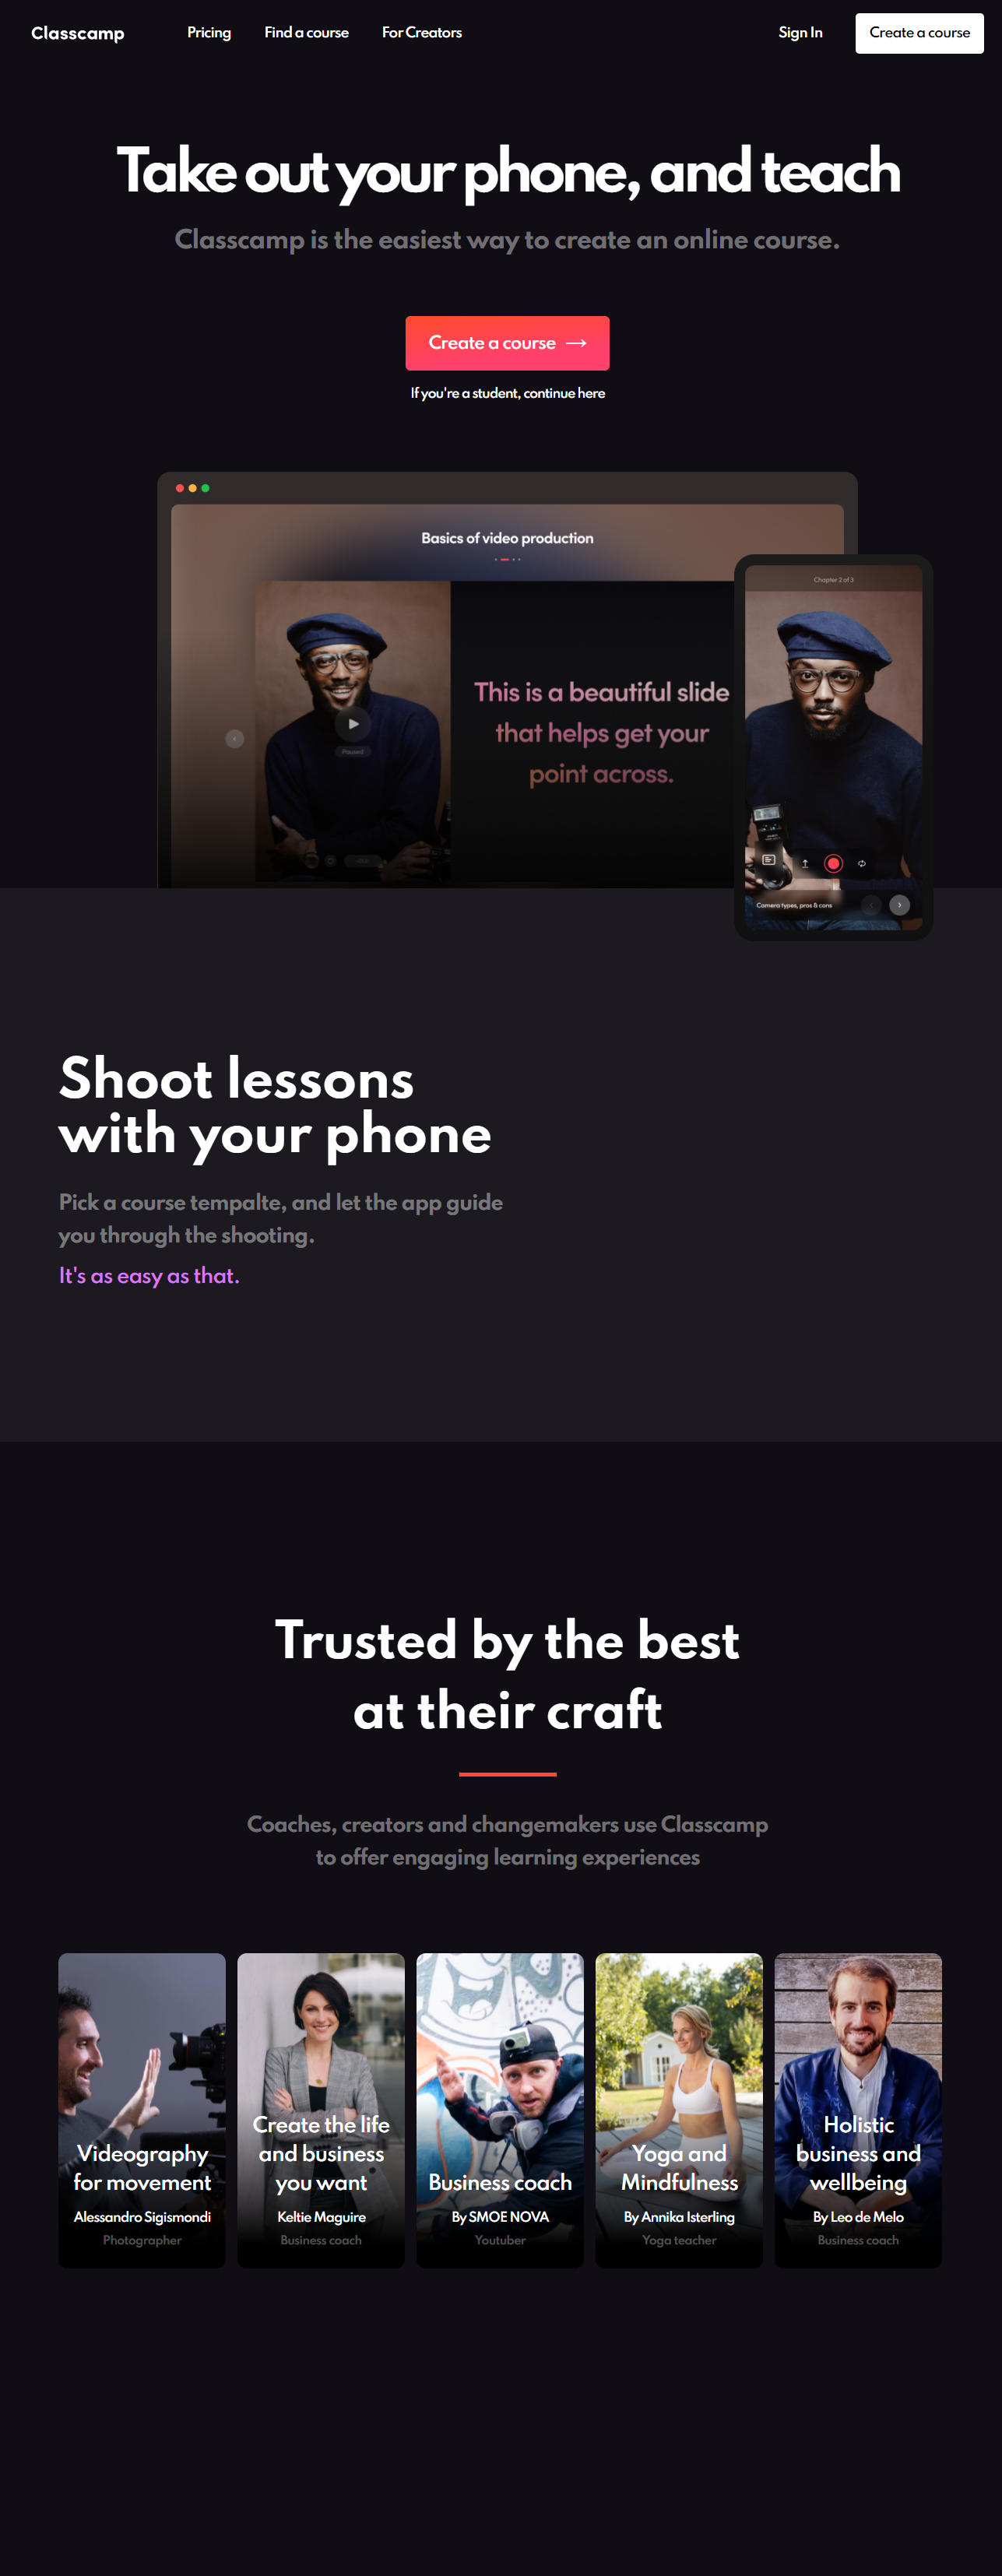 Classcamp
Pricing
Find a course
For Creators
Sign In
Create a course
Take out your phone, and teach
Classcamp is the easiest way to create an online course.
Create a course →
If you're a student, continue here
Basics of video production
This is a beautiful slide
that helps get your
point across.
Paused
Chapter 2 of 3
Camera types, pros & cons
Shoot lessons
with your phone
Pick a course tempalte, and let the app guide
you through the shooting.
It's as easy as that.
Trusted by the best
at their craft
Coaches, creators and changemakers use Classcamp
to offer engaging learning experiences
Videography
for movement
Alessandro Sigismondi
Photographer
Create the life
and business
you want
Keltie Maguire
Business coach
Business coach
By SMOE NOVA
Youtuber
Yoga and
Mindfulness
By Annika Isterling
Yoga teacher
Holistic
business and
wellbeing
By Leo de Melo
Business coach